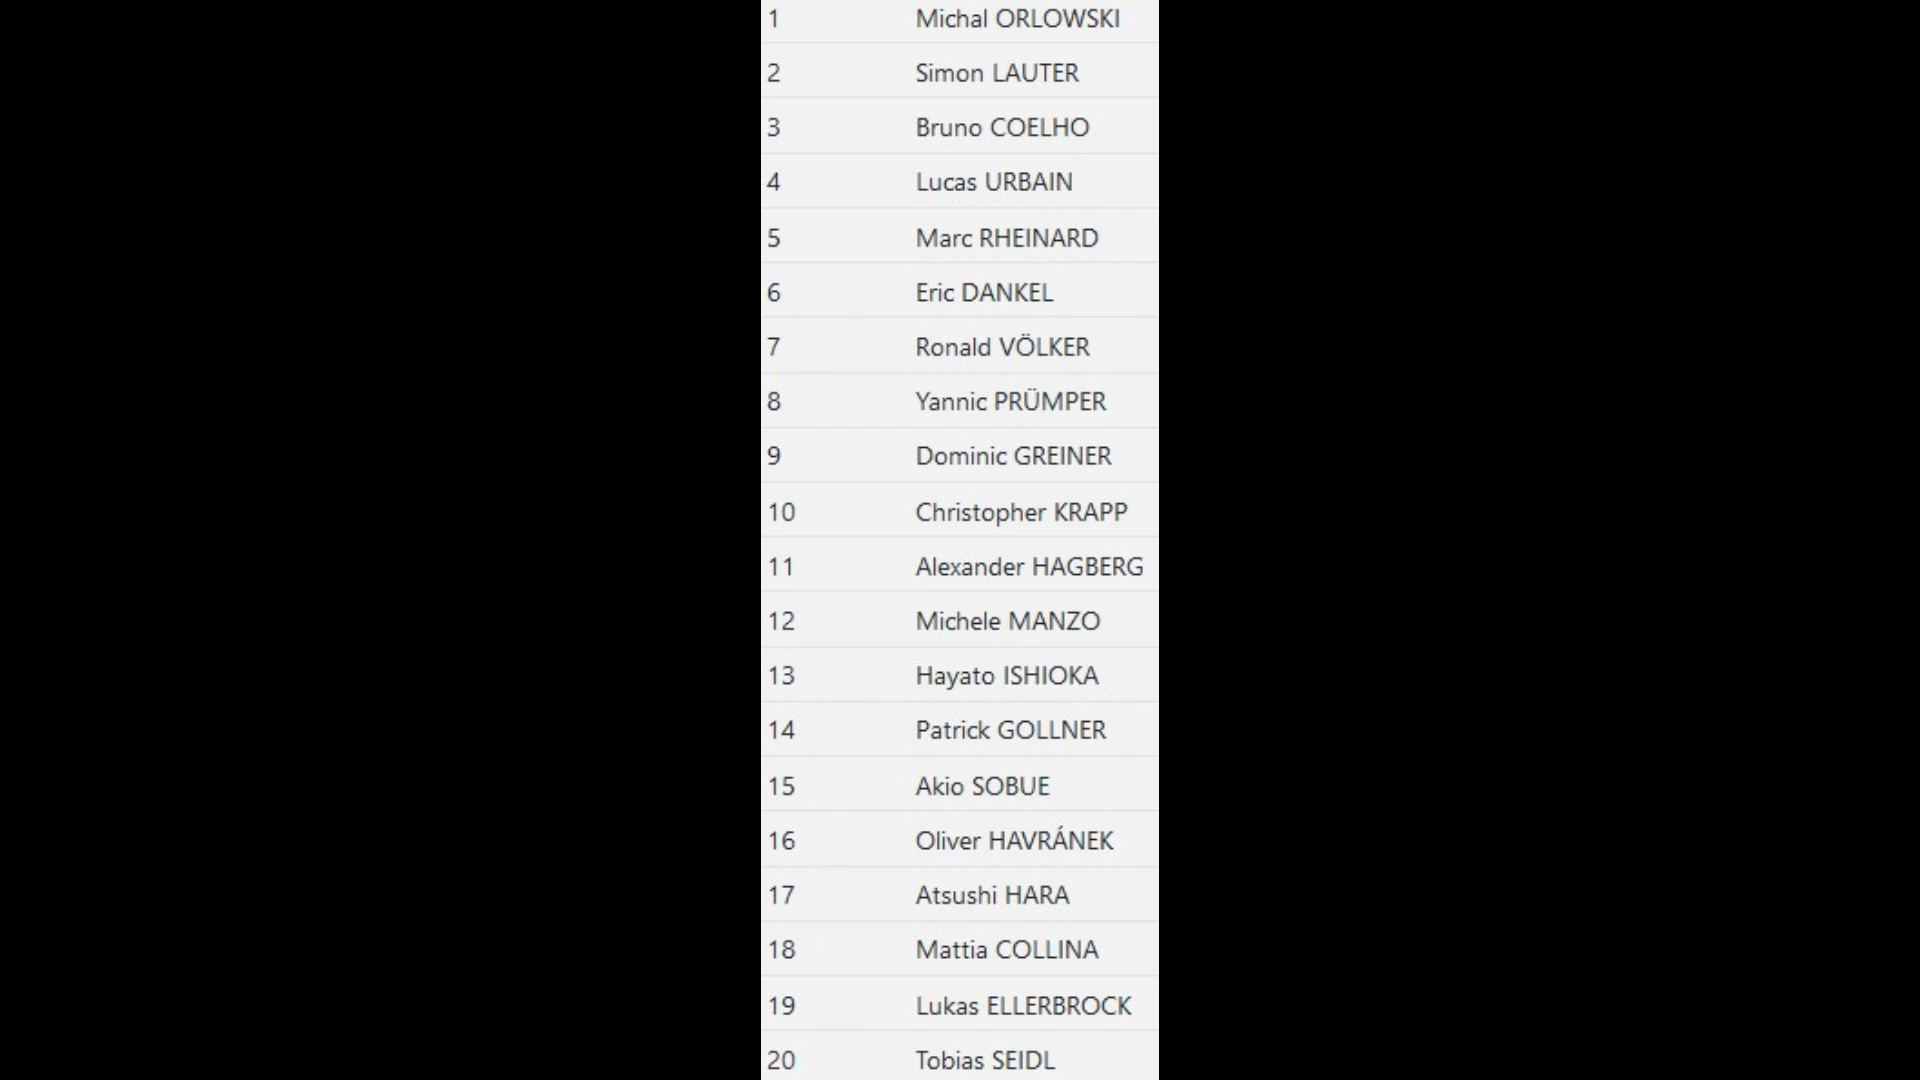 1 Michal ORLOWSKI
2 Simon LAUTER
3 Bruno COELHO
4 Lucas URBAIN
5 Marc RHEINARD
6 Eric DANKEL
7 Ronald VÖLKER
8 Yannic PRÜMPER
9 Dominic GREINER
10 Christopher KRAPP
11 Alexander HAGBERG
12 Michele MANZO
13 Hayato ISHIOKA
14 Patrick GOLLNER
15 Akio SOBUE
16 Oliver HAVRÁNEK
17 Atsushi HARA
18 Mattia COLLINA
19 Lukas ELLERBROCK
20 Tobias SEIDL